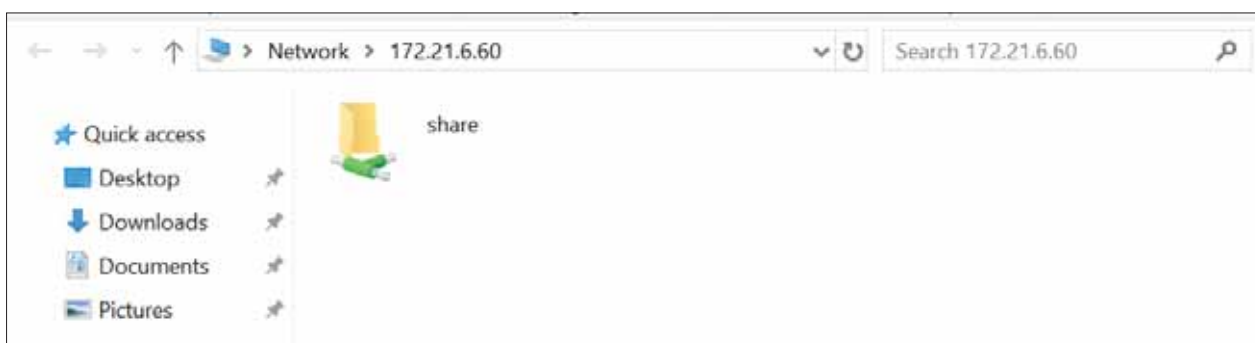 Network > 172.21.6.60
Search 172.21.6.60
share
Quick access
Desktop
Downloads
Documents
Pictures